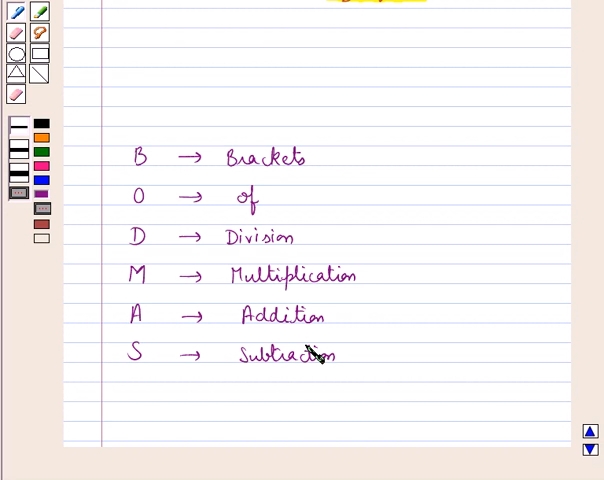 B → Brackets
O → of
D → Division
M → Multiplication
A → Addition
S → Subtraction